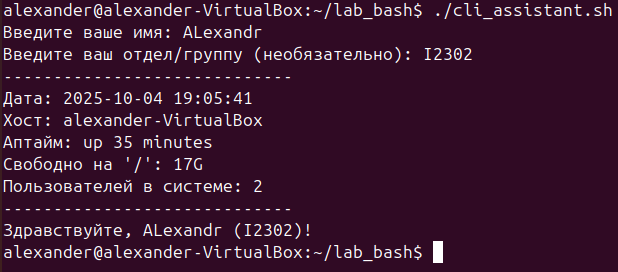 alexander@alexander-VirtualBox:~/lab_bash$ ./cli_assistant.sh
Введите ваше имя: ALexandr
Введите ваш отдел/группу (необязательно): I2302
------------------------------
Дата: 2025-10-04 19:05:41
Хост: alexander-VirtualBox
Аптайм: up 35 minutes
Свободно на '/': 17G
Пользователей в системе: 2
------------------------------
Здравствуйте, ALexandr (I2302)!
alexander@alexander-VirtualBox:~/lab_bash$